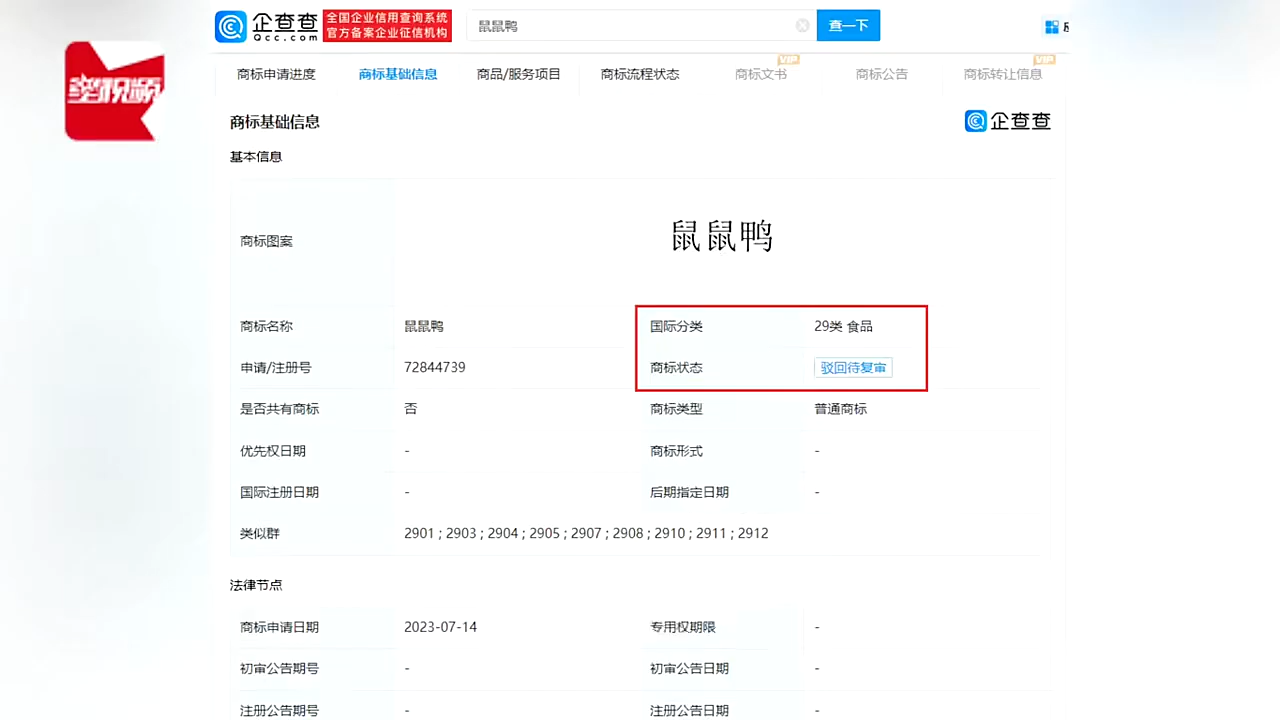 企查查
Qcc.com
全国企业信用查询系统
官方备案企业征信机构
鼠鼠鸭
查一下
商标申请进度 商标基础信息 商品/服务项目 商标流程状态 商标文书 VIP 商标公告 商标转让信息 VIP
商标基础信息
企查查
基本信息
商标图案 鼠鼠鸭
商标名称 鼠鼠鸭 国际分类 29类 食品
申请/注册号 72844739 商标状态 驳回待复审
是否共有商标 否 商标类型 普通商标
优先权日期 - 商标形式 -
国际注册日期 - 后期指定日期 -
类似群 2901 ; 2903 ; 2904 ; 2905 ; 2907 ; 2908 ; 2910 ; 2911 ; 2912
法律节点
商标申请日期 2023-07-14 专用权期限 -
初审公告期号 - 初审公告日期 -
注册公告期号 - 注册公告日期 -